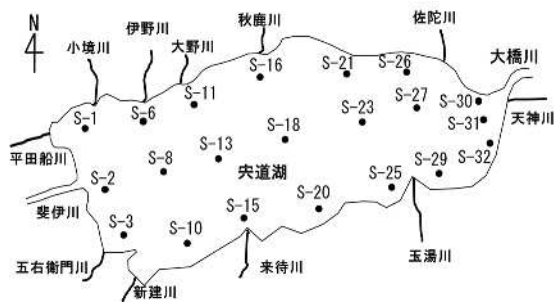 N
秋鹿川
佐陀川
伊野川
小境川
大野川
大橋川
S-16
S-21
S-26
S-11
S-27
S-30
S-1
S-6
S-23
S-31
天神川
S-18
平田船川
S-13
S-32
S-8
宍道湖
S-29
S-2
S-25
斐伊川
S-20
S-15
S-3
S-10
五右衛門川
来待川
玉湯川
新建川